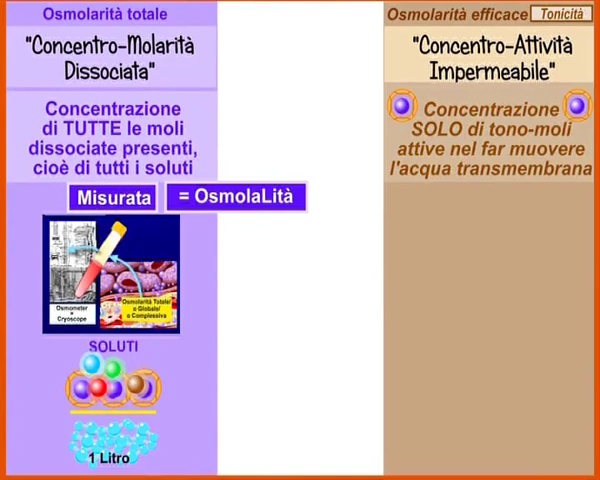 Osmolarità totale
"Concentro-Molarità
Dissociata"
Concentrazione
di TUTTE le moli
dissociate presenti,
cioè di tutti i soluti
Misurata
= OsmolaLità
Osmometer
=
Cryoscope
Osmolarità Totale/
o Globale/
o Complessiva
SOLUTI
1 Litro
Osmolarità efficace
Tonicità
"Concentro-Attività
Impermeabile"
Concentrazione
SOLO di tono-moli
attive nel far muovere
l'acqua transmembrana